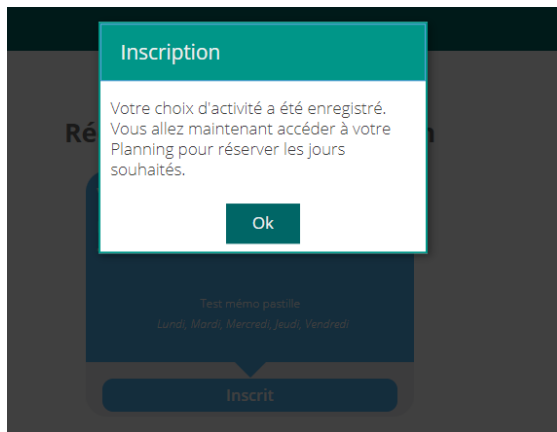 Inscription
Votre choix d'activité a été enregistré.
Vous allez maintenant accéder à votre
Planning pour réserver les jours
souhaités.
Ok
Test mémo pastille
Lundi, Mardi, Mercredi, Jeudi, Vendredi
Inscrit